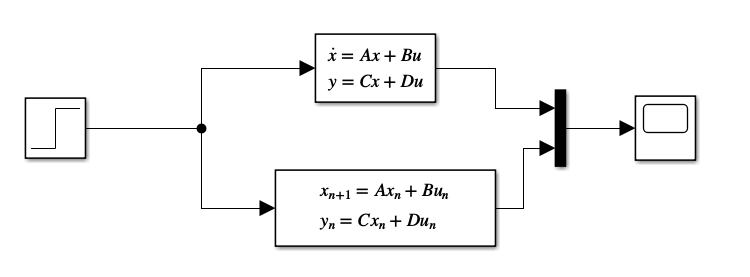 ẋ = Ax + Bu
y = Cx + Du
xₙ₊₁ = Axₙ + Buₙ
yₙ = Cxₙ + Duₙ